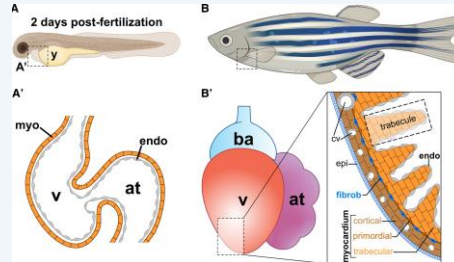 A
2 days post-fertilization
y
A'
B
A'
myo
endo
v
at
B'
ba
v
at
trabecule
cv
epi
endo
fibrob
myocardium
cortical
primordial
trabecular